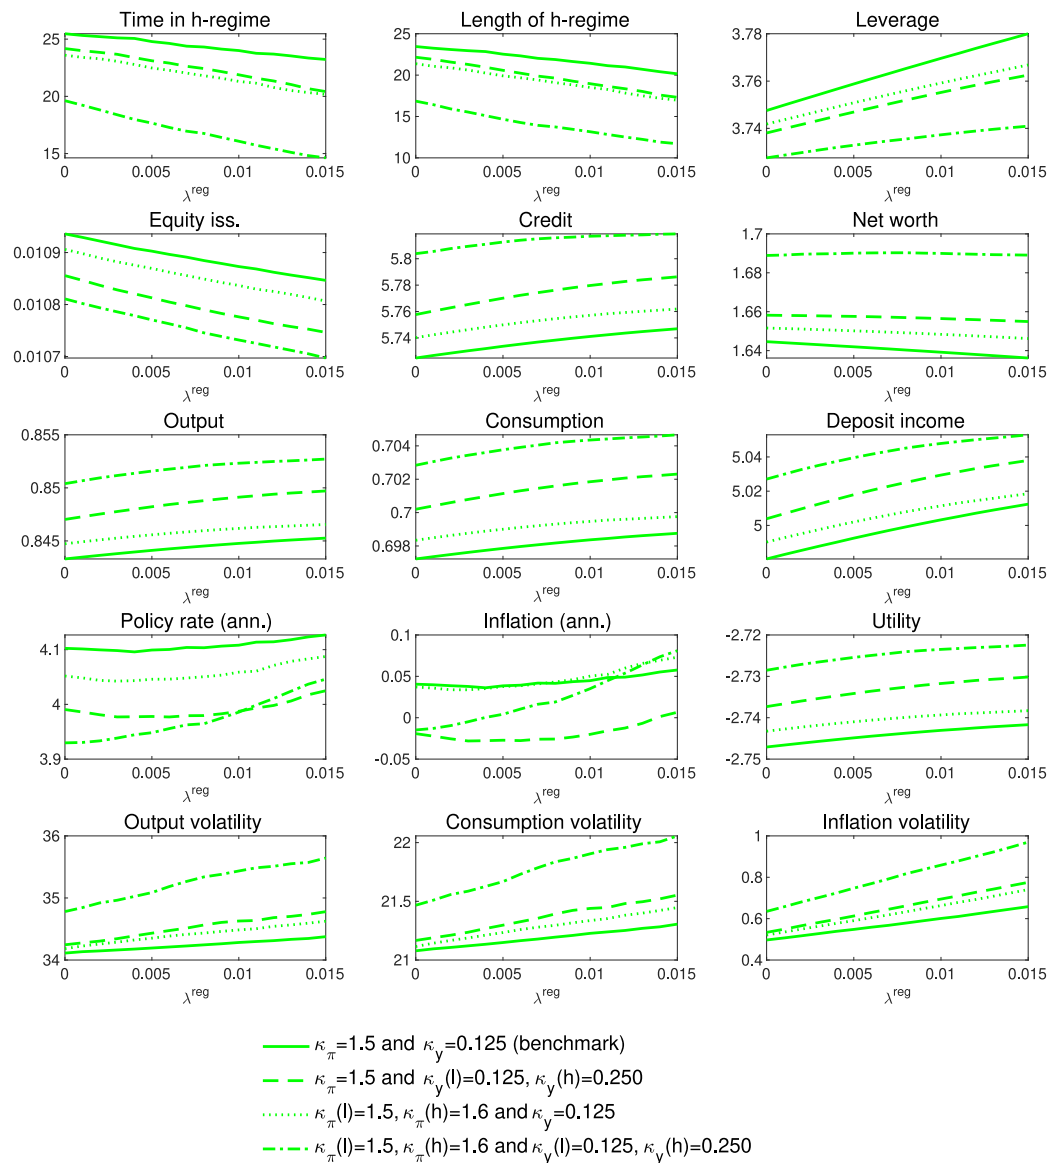 Time in h-regime
25
20
15
0 0.005 0.01 0.015
λ^reg
Length of h-regime
25
20
15
10
0 0.005 0.01 0.015
λ^reg
Leverage
3.78
3.76
3.74
0 0.005 0.01 0.015
λ^reg
Equity iss.
0.0109
0.0108
0.0107
0 0.005 0.01 0.015
λ^reg
Credit
5.8
5.78
5.76
5.74
0 0.005 0.01 0.015
λ^reg
Net worth
1.7
1.68
1.66
1.64
0 0.005 0.01 0.015
λ^reg
Output
0.855
0.85
0.845
0 0.005 0.01 0.015
λ^reg
Consumption
0.704
0.702
0.7
0.698
0 0.005 0.01 0.015
λ^reg
Deposit income
5.04
5.02
5
0 0.005 0.01 0.015
λ^reg
Policy rate (ann.)
4.1
4
3.9
0 0.005 0.01 0.015
λ^reg
Inflation (ann.)
0.1
0.05
0
-0.05
0 0.005 0.01 0.015
λ^reg
Utility
-2.72
-2.73
-2.74
-2.75
0 0.005 0.01 0.015
λ^reg
Output volatility
36
35
34
0 0.005 0.01 0.015
λ^reg
Consumption volatility
22
21.5
21
0 0.005 0.01 0.015
λ^reg
Inflation volatility
1
0.8
0.6
0.4
0 0.005 0.01 0.015
λ^reg
κ_π=1.5 and κ_y=0.125 (benchmark)
κ_π=1.5 and κ_y(l)=0.125, κ_y(h)=0.250
κ_π(l)=1.5, κ_π(h)=1.6 and κ_y=0.125
κ_π(l)=1.5, κ_π(h)=1.6 and κ_y(l)=0.125, κ_y(h)=0.250